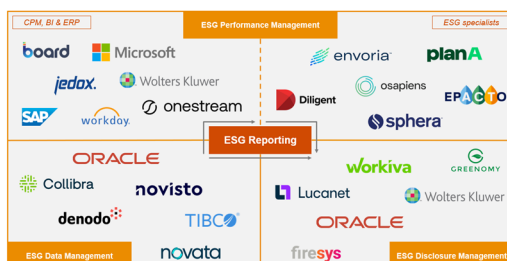 CPM, BI & ERP
ESG Performance Management
ESG specialists
board
Microsoft
jedox.
Wolters Kluwer
SAP
workday.
onestream
envoria
planA
osapiens
Diligent
EPACTO
sphera
ESG Reporting
ORACLE
Collibra
novisto
denodo
TIBCO
novata
ESG Data Management
workiva
GREENOMY
Lucanet
Wolters Kluwer
ORACLE
firesys
ESG Disclosure Management